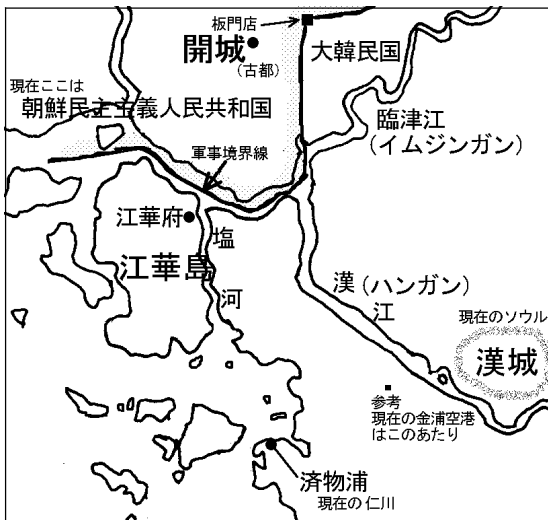 板門店
開城
(古都)
大韓民国
現在ここは
朝鮮民主主義人民共和国
臨津江
(イムジンガン)
軍事境界線
江華府
塩
河
江華島
漢(ハンガン)
江
現在のソウル
漢城
参考
現在の金浦空港
はこのあたり
済物浦
現在の仁川